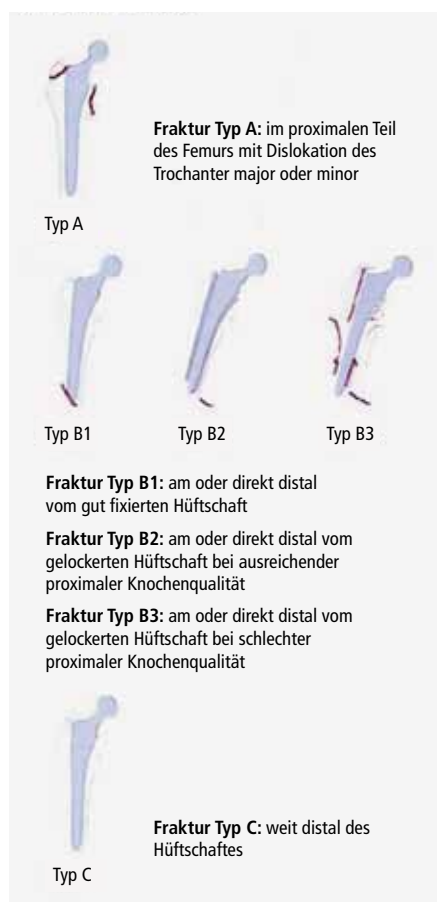 Fraktur Typ A: im proximalen Teil
des Femurs mit Dislokation des
Trochanter major oder minor
Typ A
Typ B1
Typ B2
Typ B3
Fraktur Typ B1: am oder direkt distal
vom gut fixierten Hüftschaft
Fraktur Typ B2: am oder direkt distal vom
gelockerten Hüftschaft bei ausreichender
proximaler Knochenqualität
Fraktur Typ B3: am oder direkt distal vom
gelockerten Hüftschaft bei schlechter
proximaler Knochenqualität
Fraktur Typ C: weit distal des
Hüftschaftes
Typ C